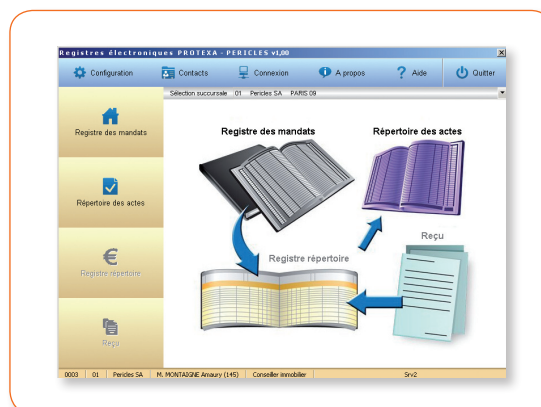 Registres électroniques PROTEXA - PERICLES v1,00
Configuration Contacts Connexion A propos Aide Quitter
Sélection succursale 01 Pericles SA PARIS 09
Registre des mandats
Répertoire des actes
Registre répertoire
Reçu
Registre des mandats Répertoire des actes
Reçu
Registre répertoire
0003 01 Pericles SA M. MONTAIGNE Amaury (145) Conseiller immobilier Srv2